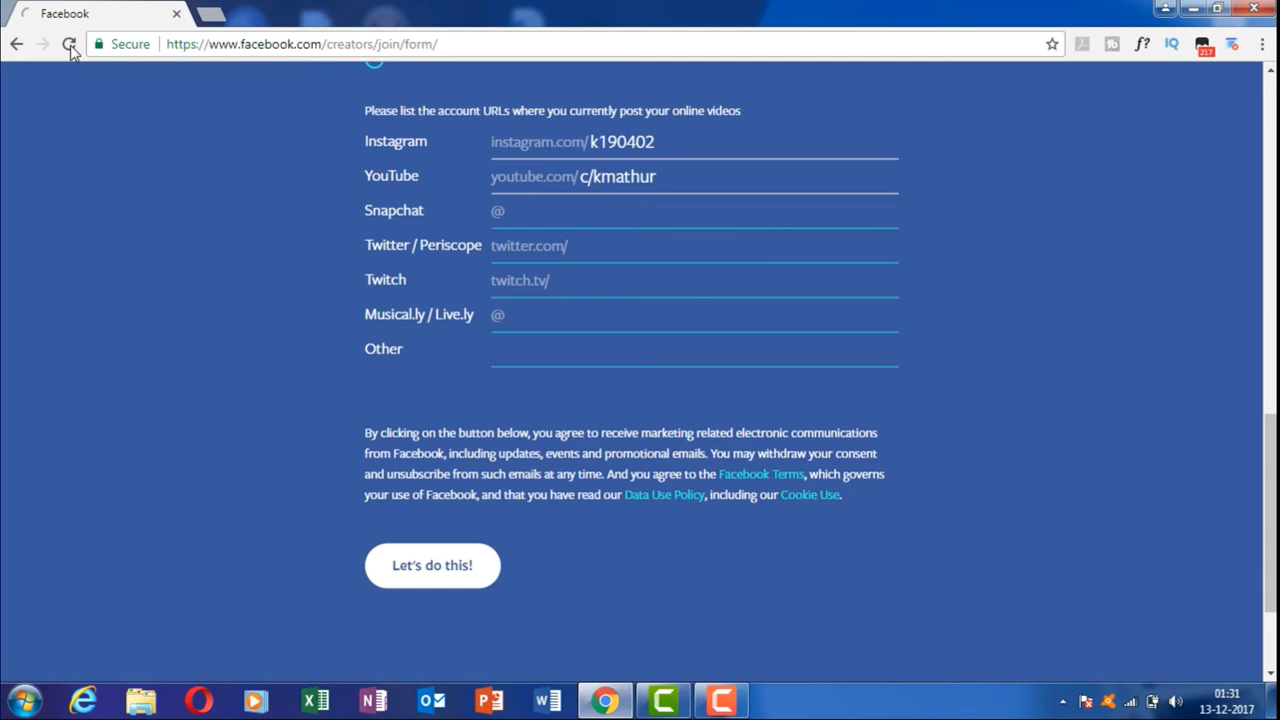 Facebook
Secure https://www.facebook.com/creators/join/form/
f?
IQ
217
Please list the account URLs where you currently post your online videos
Instagram instagram.com/ k190402
YouTube youtube.com/ c/kmathur
Snapchat @
Twitter / Periscope twitter.com/
Twitch twitch.tv/
Musical.ly / Live.ly @
Other
By clicking on the button below, you agree to receive marketing related electronic communications
from Facebook, including updates, events and promotional emails. You may withdraw your consent
and unsubscribe from such emails at any time. And you agree to the Facebook Terms, which governs
your use of Facebook, and that you have read our Data Use Policy, including our Cookie Use.
Let's do this!
01:31
13-12-2017